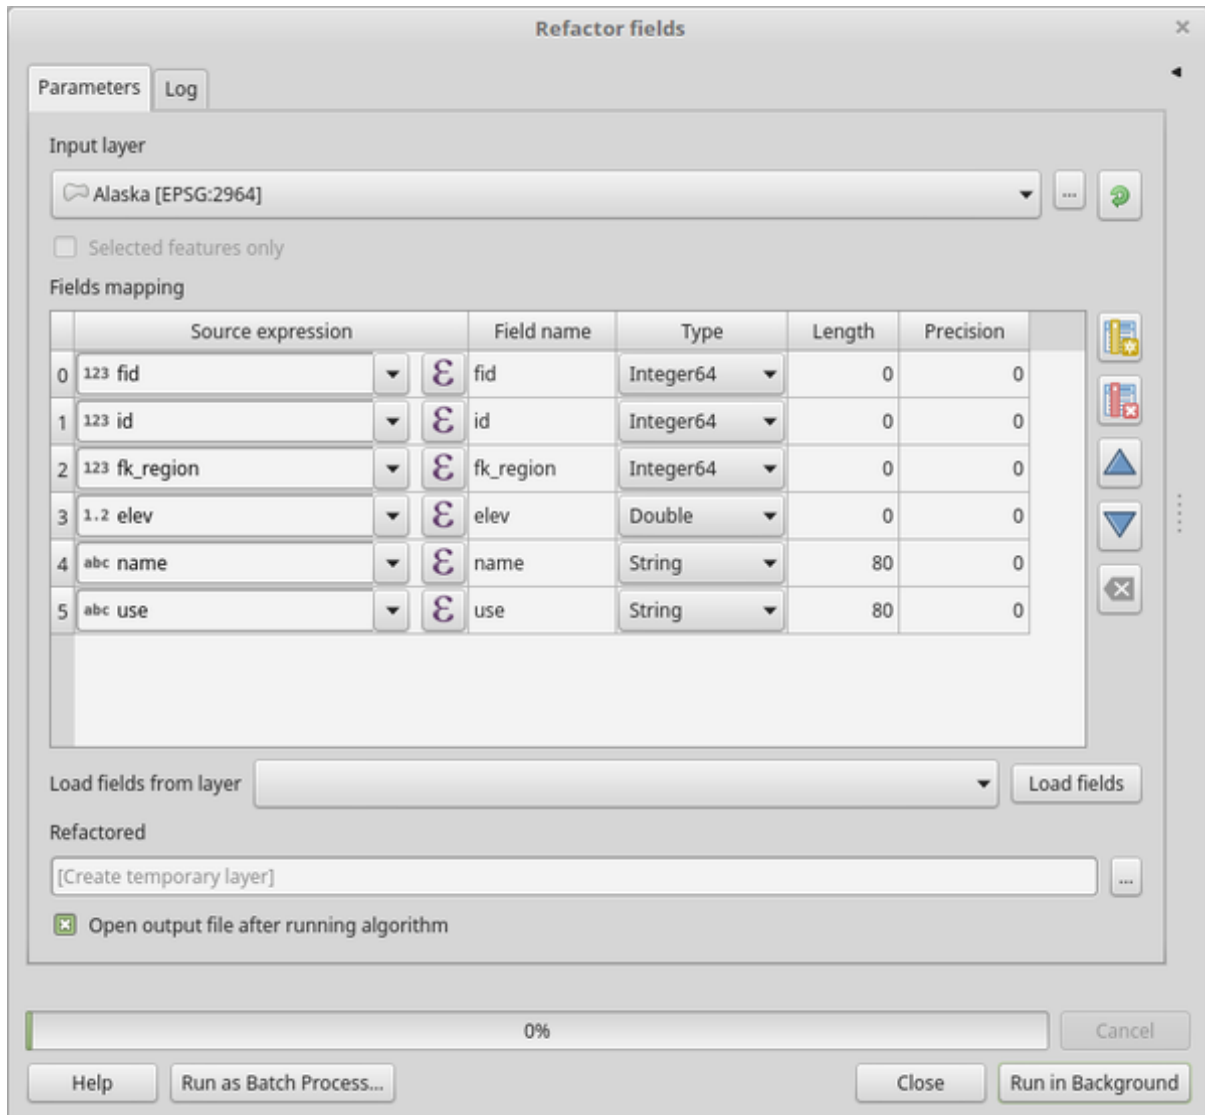 Refactor fields
Parameters Log
Input layer
Alaska [EPSG:2964] ...
Selected features only
Fields mapping
Source expression Field name Type Length Precision
0 123 fid ε fid Integer64 0 0
1 123 id ε id Integer64 0 0
2 123 fk_region ε fk_region Integer64 0 0
3 1.2 elev ε elev Double 0 0
4 abc name ε name String 80 0
5 abc use ε use String 80 0
Load fields from layer Load fields
Refactored
[Create temporary layer] ...
Open output file after running algorithm
0% Cancel
Help Run as Batch Process... Close Run in Background